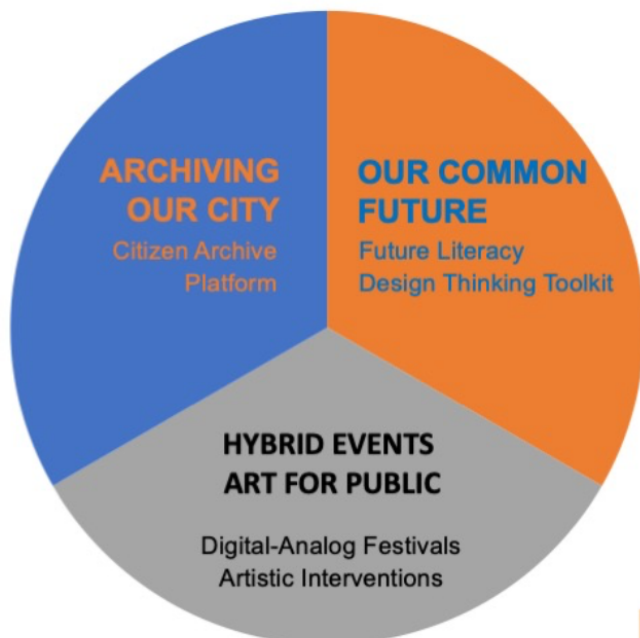 ARCHIVING
OUR CITY
Citizen Archive
Platform
OUR COMMON
FUTURE
Future Literacy
Design Thinking Toolkit
HYBRID EVENTS
ART FOR PUBLIC
Digital-Analog Festivals
Artistic Interventions